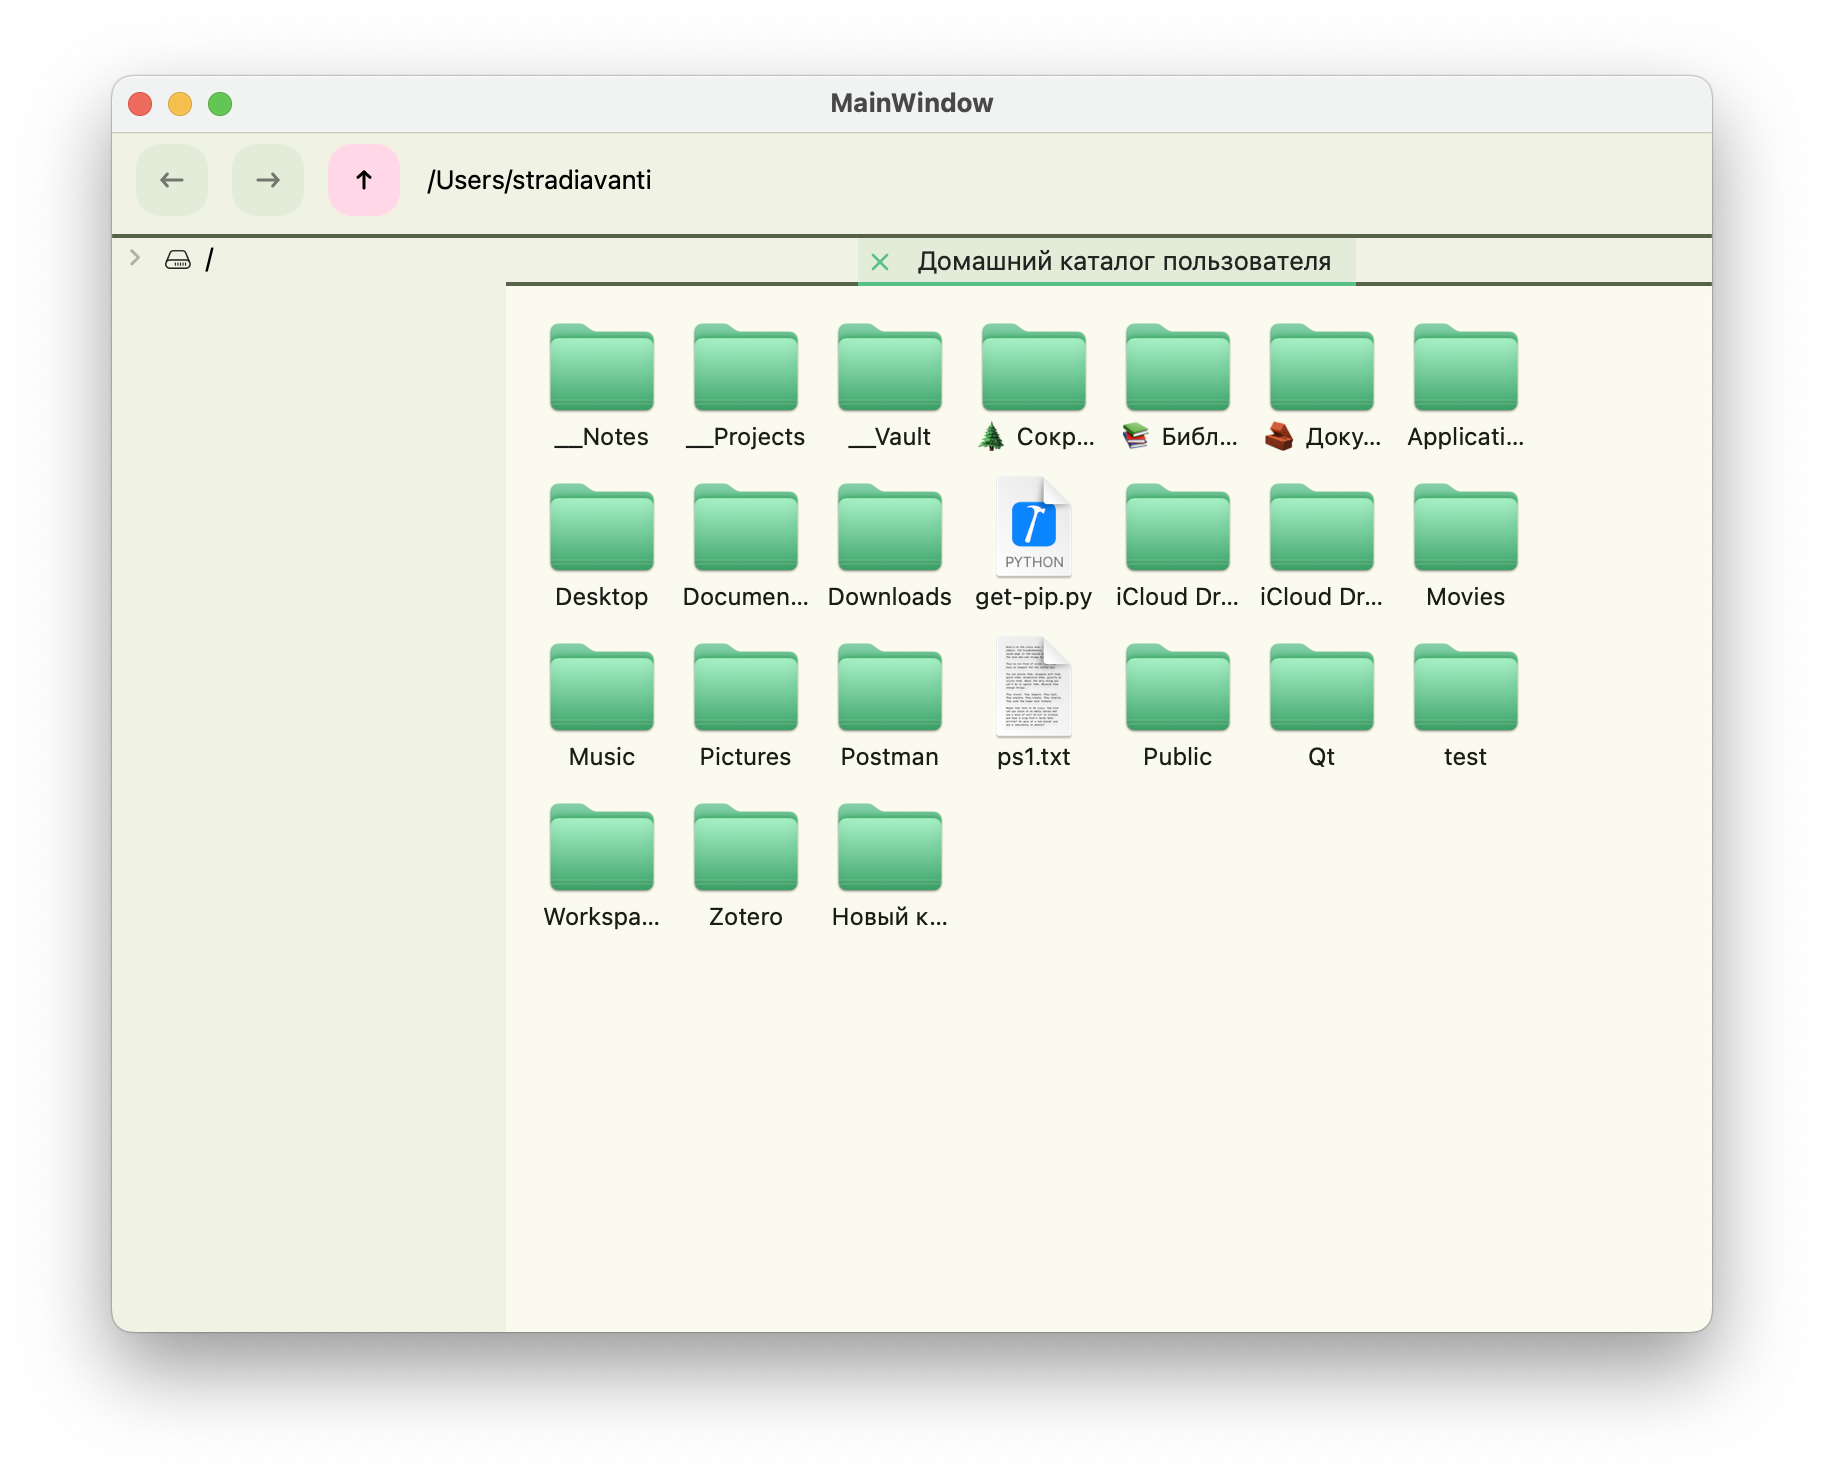 MainWindow
/Users/stradiavanti
/
Домашний каталог пользователя
__Notes __Projects __Vault 🌲 Сокр... 📚 Библ... 🧱 Доку... Applicati...
PYTHON
Desktop Documen... Downloads get-pip.py iCloud Dr... iCloud Dr... Movies
Music Pictures Postman ps1.txt Public Qt test
Workspa... Zotero Новый к...